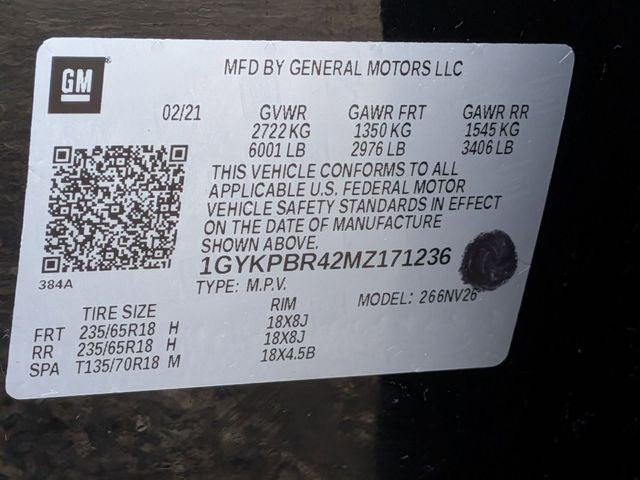 GM
MFD BY GENERAL MOTORS LLC
02/21 GVWR GAWR FRT GAWR RR
2722 KG 1350 KG 1545 KG
6001 LB 2976 LB 3406 LB
THIS VEHICLE CONFORMS TO ALL
APPLICABLE U.S. FEDERAL MOTOR
VEHICLE SAFETY STANDARDS IN EFFECT
ON THE DATE OF MANUFACTURE
SHOWN ABOVE.
384A
1GYKPBR42MZ171236
TYPE: M.P.V. MODEL: 266NV26
TIRE SIZE RIM
FRT 235/65R18 H 18X8J
RR 235/65R18 H 18X8J
SPA T135/70R18 M 18X4.5B